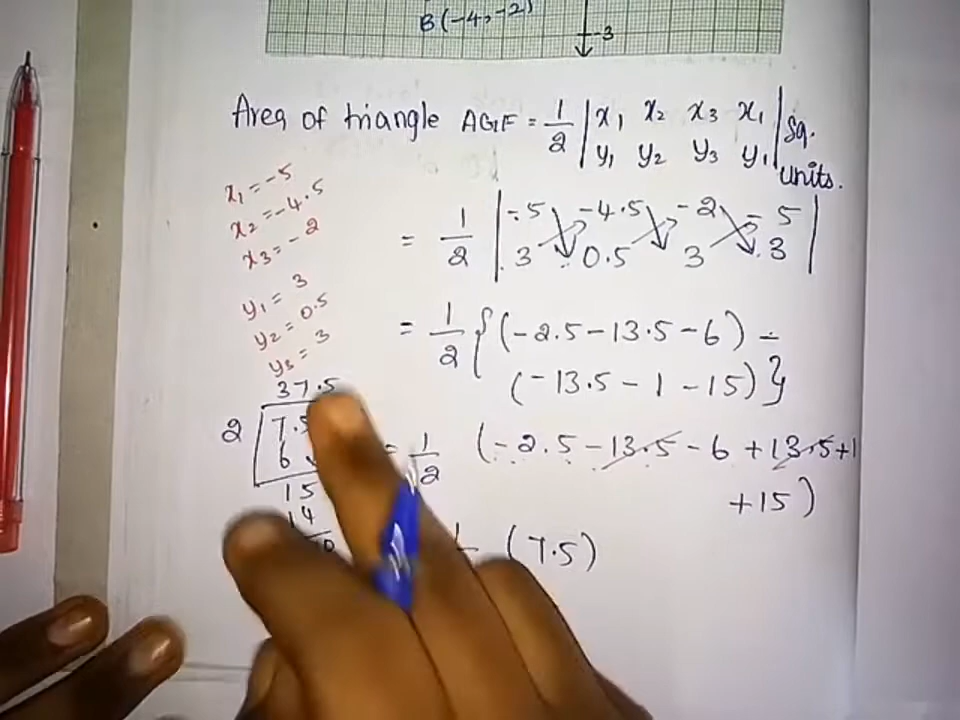 B(-4,-2)
-3
Area of triangle AGF = 1/2 | x₁ x₂ x₃ x₁ | Sq.
y₁ y₂ y₃ y₁
units.
x₁ = -5
x₂ = -4.5
x₃ = -2
y₁ = 3
y₂ = 0.5
y₃ = 3
= 1/2 | -5 -4.5 -2 -5 |
3 0.5 3 3
= 1/2 { (-2.5 - 13.5 - 6) -
(-13.5 - 1 - 15) }
37.5
2
6
15
14
= 1/2 (-2.5 - 13.5 - 6 + 13.5 + 1
+ 15)
(7.5)